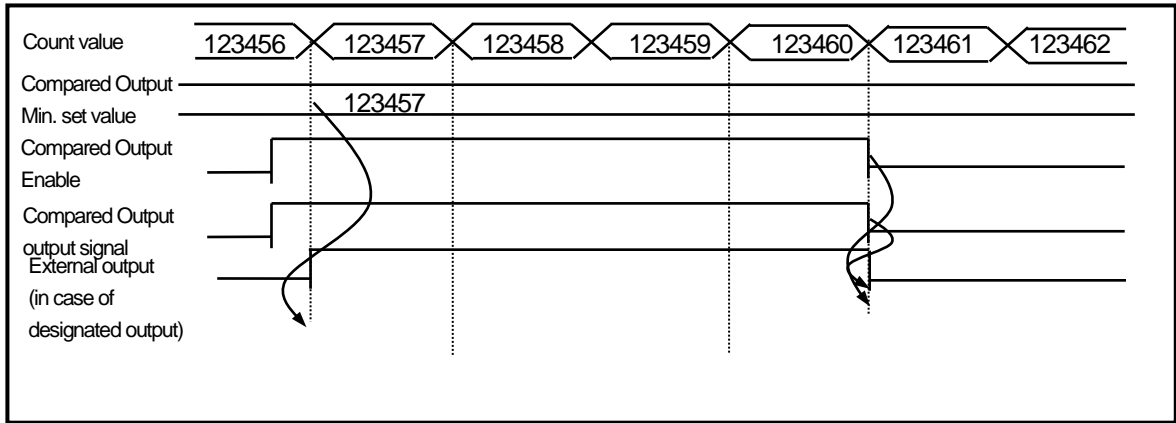 Count value 123456 123457 123458 123459 123460 123461 123462
Compared Output
Min. set value 123457
Compared Output
Enable
Compared Output
output signal
External output
(in case of
designated output)